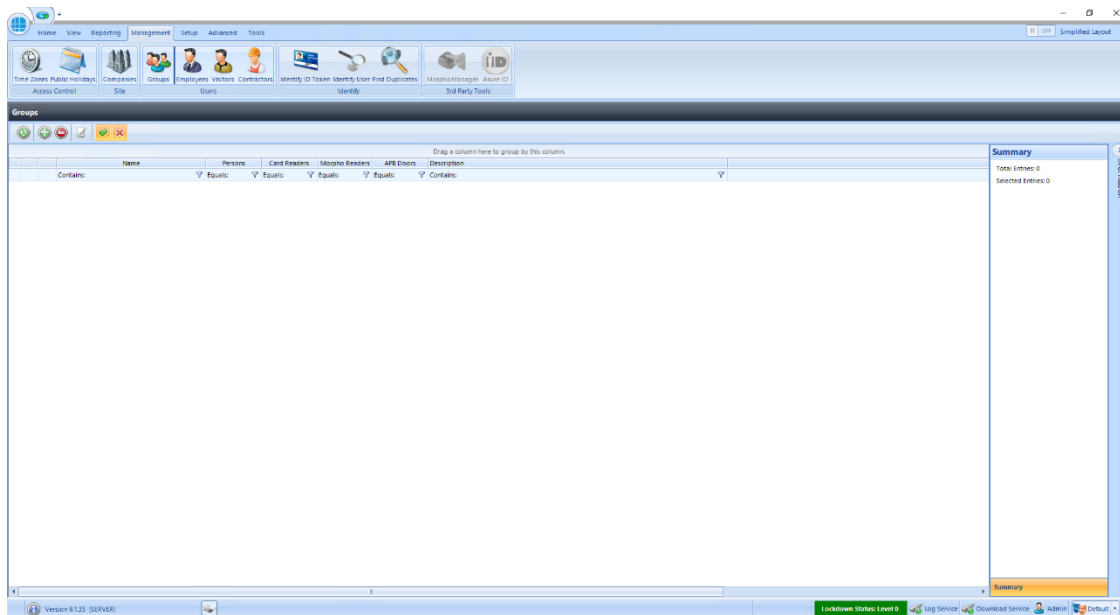 Home View Reporting Management Setup Advanced Tools
OFF Simplified Layout
Time Zones Public Holidays Companies Groups Employees Visitors Contractors Identify ID Token Identify User Find Duplicates MorphoManager Asure ID
Access Control Site Users Identify 3rd Party Tools
Groups
Drag a column here to group by this column.
Name Persons Card Readers Morpho Readers APB Doors Description
Contains: Equals: Equals: Equals: Equals: Contains:
Summary
Total Entries: 0
Selected Entries: 0
Summary
Version 9.1.35 (SERVER)
Lockdown Status: Level 0 Log Service Download Service Admin Default